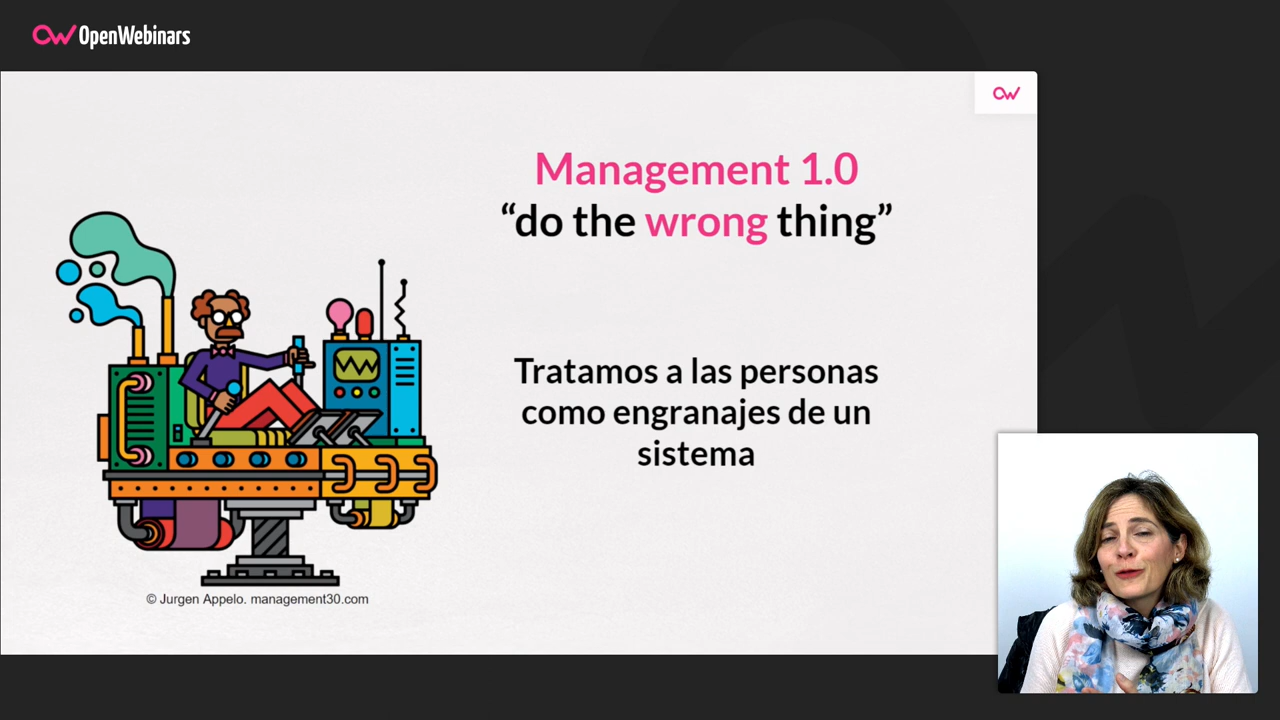 OpenWebinars
Management 1.0
“do the wrong thing”
Tratamos a las personas
como engranajes de un
sistema
© Jurgen Appelo. management30.com